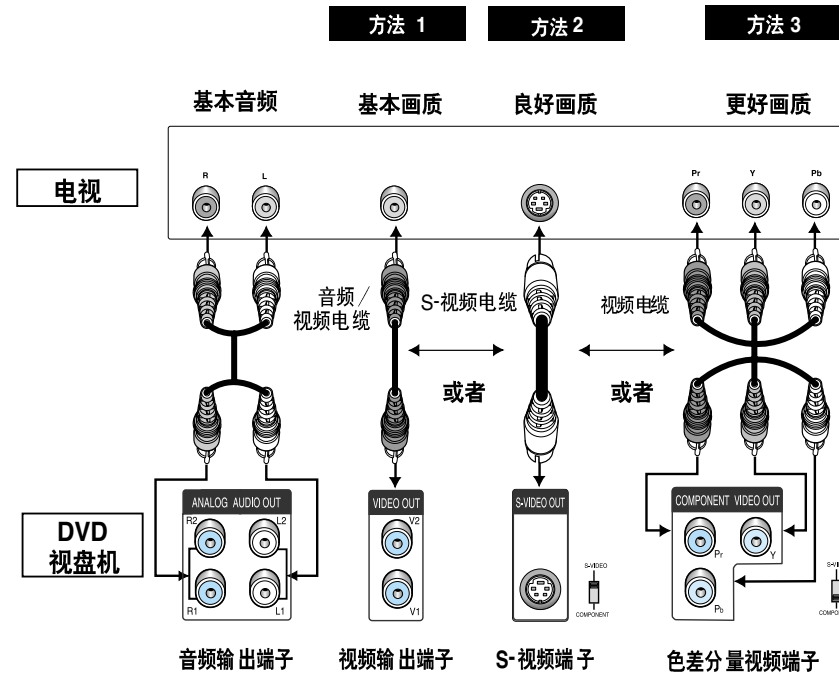 方法 1
方法 2
方法 3
基本音频
基本画质
良好画质
更好画质
电视
R
L
Pr
Y
Pb
音频／
视频电缆
S-视频电缆
视频电缆
或者
或者
DVD
视盘机
ANALOG AUDIO OUT
R2
L2
R1
L1
VIDEO OUT
V2
V1
S-VIDEO OUT
S-VIDEO
COMPONENT
COMPONENT VIDEO OUT
Pr
Y
Pb
S-VI
COMPO
音频输出端子
视频输出端子
S-视频端子
色差分量视频端子